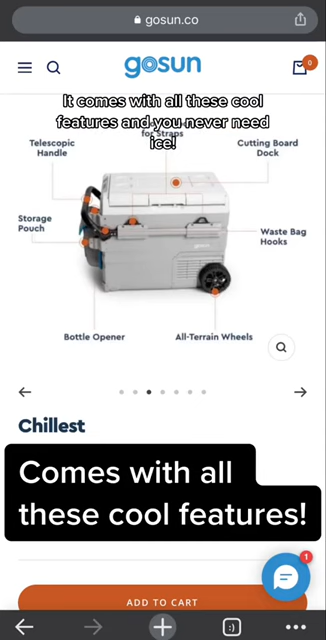 gosun.co
gosun
0
It comes with all these cool
features and you never need
ice!
for Straps
Telescopic
Handle
Cutting Board
Dock
Storage
Pouch
Waste Bag
Hooks
Bottle Opener
All-Terrain Wheels
Chillest
Comes with all
these cool features!
1
ADD TO CART
:)